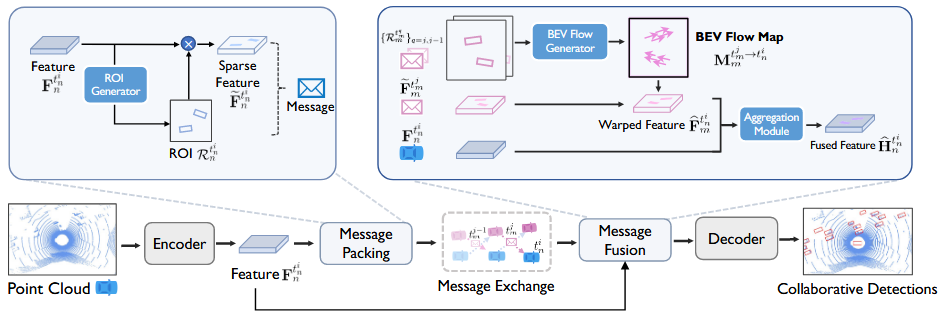 Feature
$\mathbf{F}_n^{t_n^i}$
ROI
Generator
ROI $\mathcal{R}_n^{t_n^i}$
Sparse
Feature
$\widetilde{\mathbf{F}}_n^{t_n^i}$
Message
$\{\mathcal{R}_m^{t_m^q}\}_{q=j,j-1}$
$\widetilde{\mathbf{F}}_m^{t_m^j}$
$\mathbf{F}_n^{t_n^i}$
BEV Flow
Generator
BEV Flow Map
$\mathbf{M}_m^{t_m^j \to t_n^i}$
Warped Feature $\widehat{\mathbf{F}}_m^{t_n^i}$
Aggregation
Module
Fused Feature $\widehat{\mathbf{H}}_n^{t_n^i}$
Point Cloud
Encoder
Feature $\mathbf{F}_n^{t_n^i}$
Message
Packing
$t_m^{j-1}$ $t_m^j$
$t_n^i$
Message Exchange
Message
Fusion
Decoder
Collaborative Detections